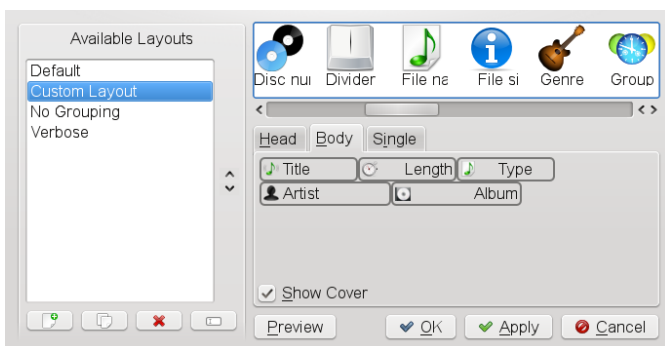 Available Layouts
Default
Custom Layout
No Grouping
Verbose
Disc nui Divider File na File si Genre Group
Head Body Single
Title Length Type
Artist Album
Show Cover
Preview OK Apply Cancel